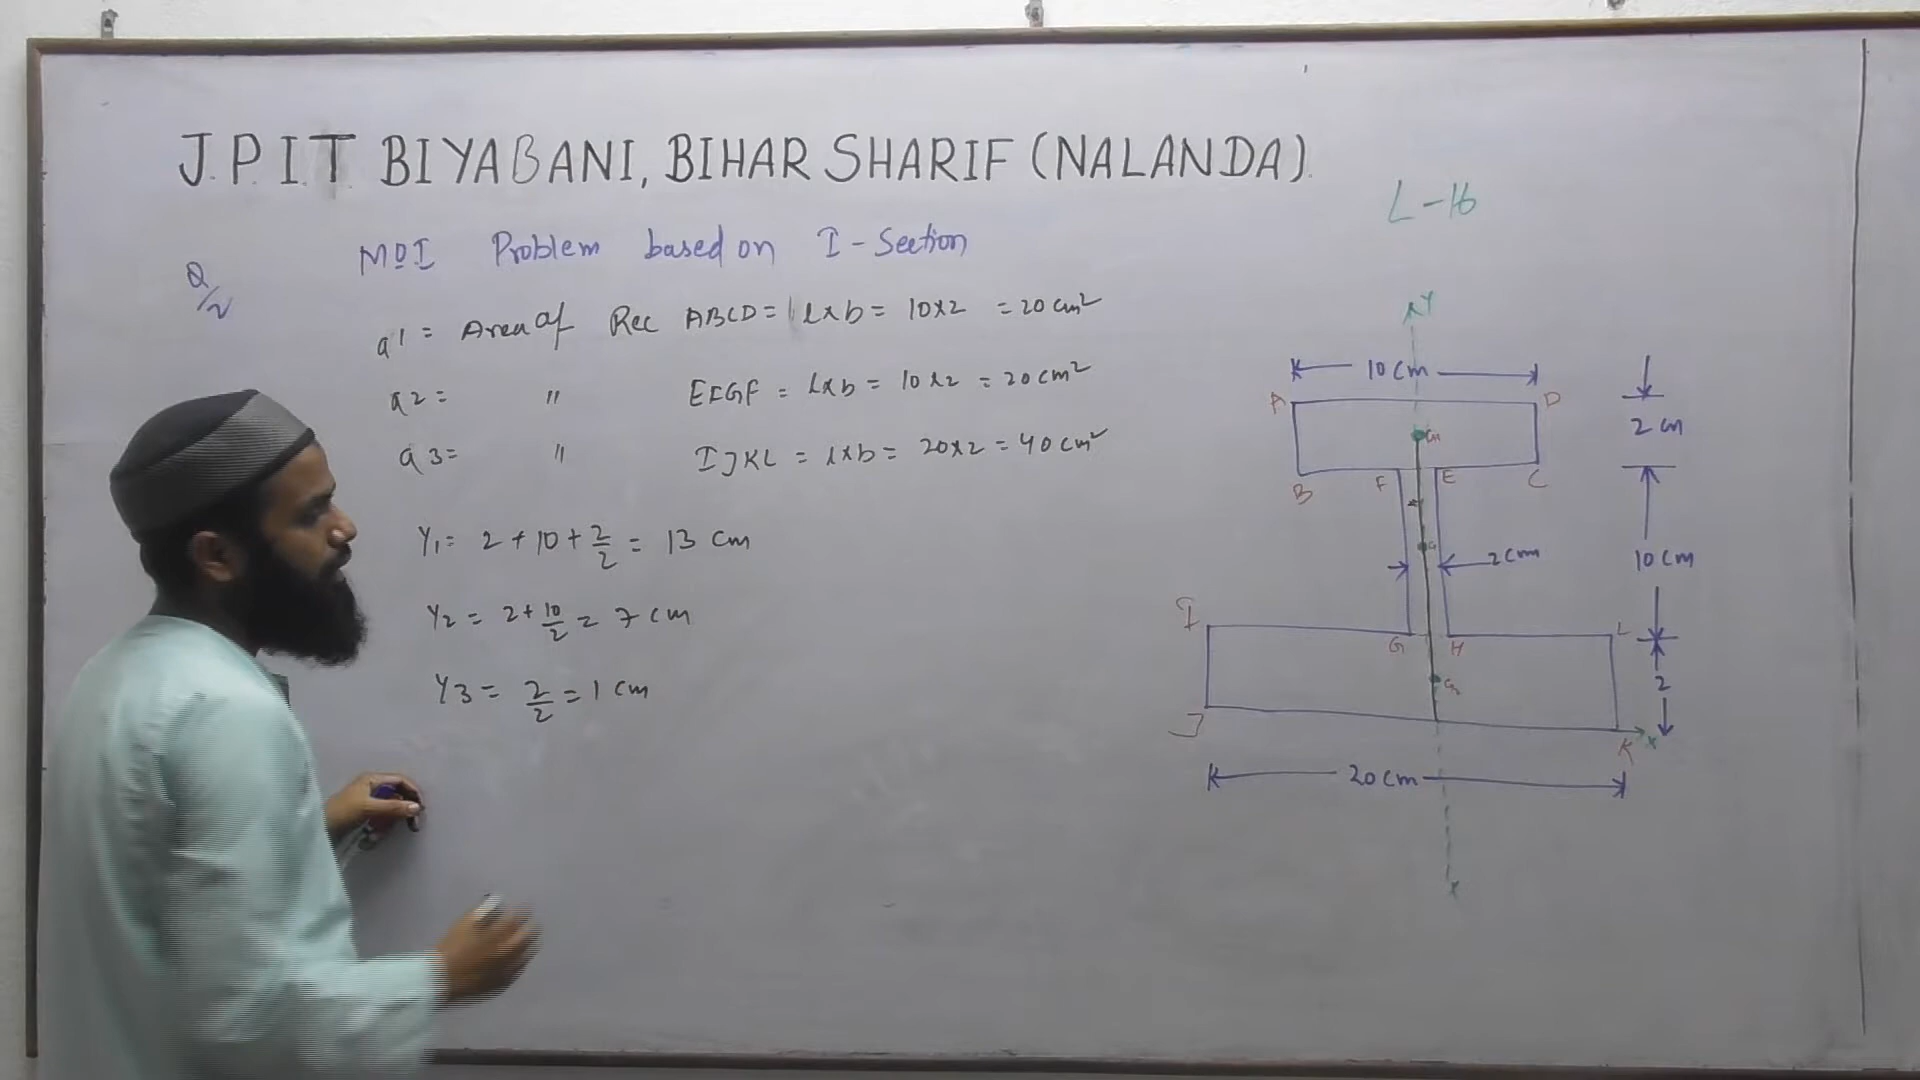 J.P.I.T BIYABANI, BIHAR SHARIF (NALANDA).
L-16
MOI Problem based on I-Section
Q/2
a1 = Area of Rec ABCD = l×b = 10×2 = 20 cm²
a2 = " EFGF = l×b = 10×2 = 20 cm²
a3 = " IJKL = l×b = 20×2 = 40 cm²
Y1 = 2+10+2/2 = 13 cm
Y2 = 2+10/2 = 7 cm
Y3 = 2/2 = 1 cm
Y
10 cm
A D
2 cm
G1
B F E C
2 cm
10 cm
I G H L
2
J K X
20 cm
Y